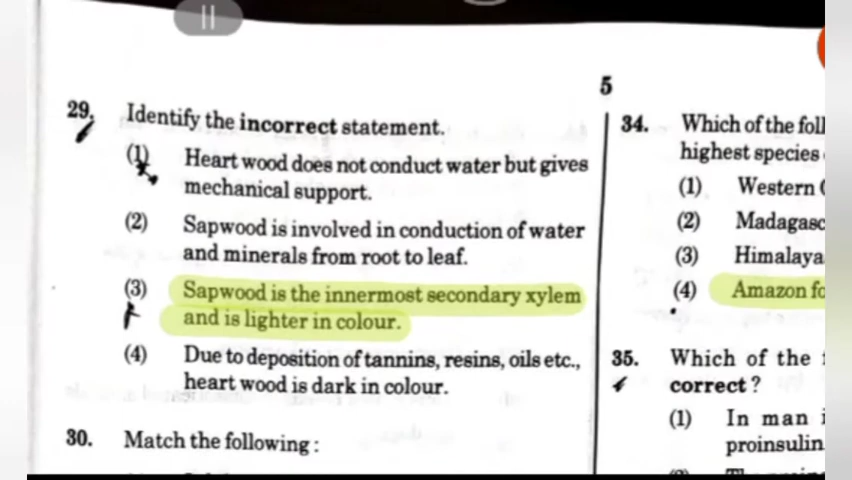 5
29. Identify the incorrect statement.
(1) Heart wood does not conduct water but gives
mechanical support.
(2) Sapwood is involved in conduction of water
and minerals from root to leaf.
(3) Sapwood is the innermost secondary xylem
and is lighter in colour.
(4) Due to deposition of tannins, resins, oils etc.,
heart wood is dark in colour.
30. Match the following :
34. Which of the foll
highest species
(1) Western
(2) Madagasc
(3) Himalaya
(4) Amazon fo
35. Which of the
correct ?
(1) In man i
proinsulin